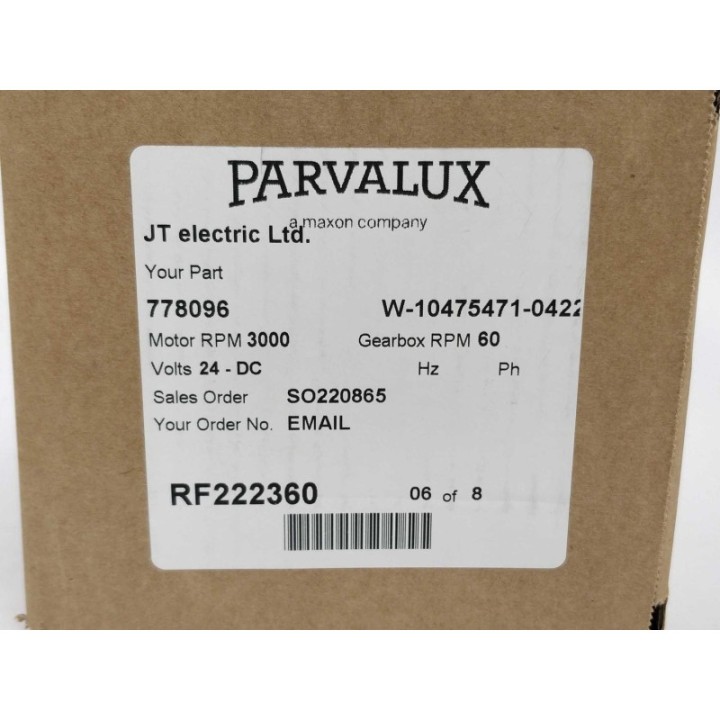 PARVALUX
a maxon company
JT electric Ltd.
Your Part
778096 W-10475471-0422
Motor RPM 3000 Gearbox RPM 60
Volts 24 - DC Hz Ph
Sales Order SO220865
Your Order No. EMAIL
RF222360 06 of 8